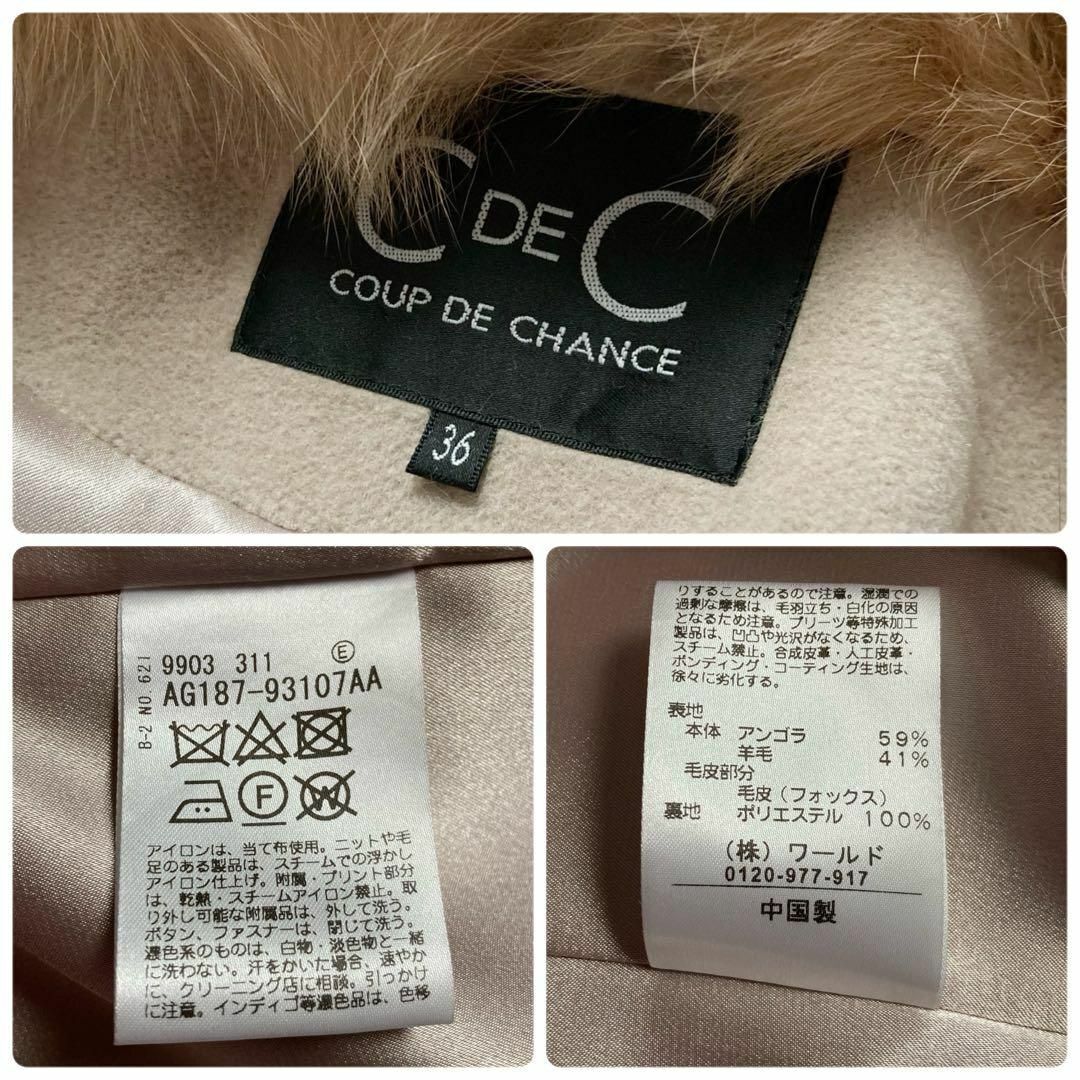 C DE C
COUP DE CHANCE
36
B-2 NO.621
9903 311 E
AG187-93107AA
F W
アイロンは、当て布使用。ニットや毛
足のある製品は、スチームでの浮かし
アイロン仕上げ。附属・プリント部分
は、乾熱・スチームアイロン禁止。取
り外し可能な附属品は、外して洗う。
ボタン、ファスナーは、閉じて洗う。
濃色系のものは、白物・淡色物と一緒
に洗わない。汗をかいた場合、速やか
に、クリーニング店に相談。引っかけ
に注意。インディゴ等濃色品は、色移
りすることがあるので注意。湿潤での
過剰な摩擦は、毛羽立ち・白化の原因
となるため注意。プリーツ等特殊加工
製品は、凹凸や光沢がなくなるため、
スチーム禁止。合成皮革・人工皮革・
ボンディング・コーティング生地は、
徐々に劣化する。
表地
本体 アンゴラ 59%
羊毛 41%
毛皮部分
毛皮(フォックス)
裏地 ポリエステル 100%
(株)ワールド
0120-977-917
中国製